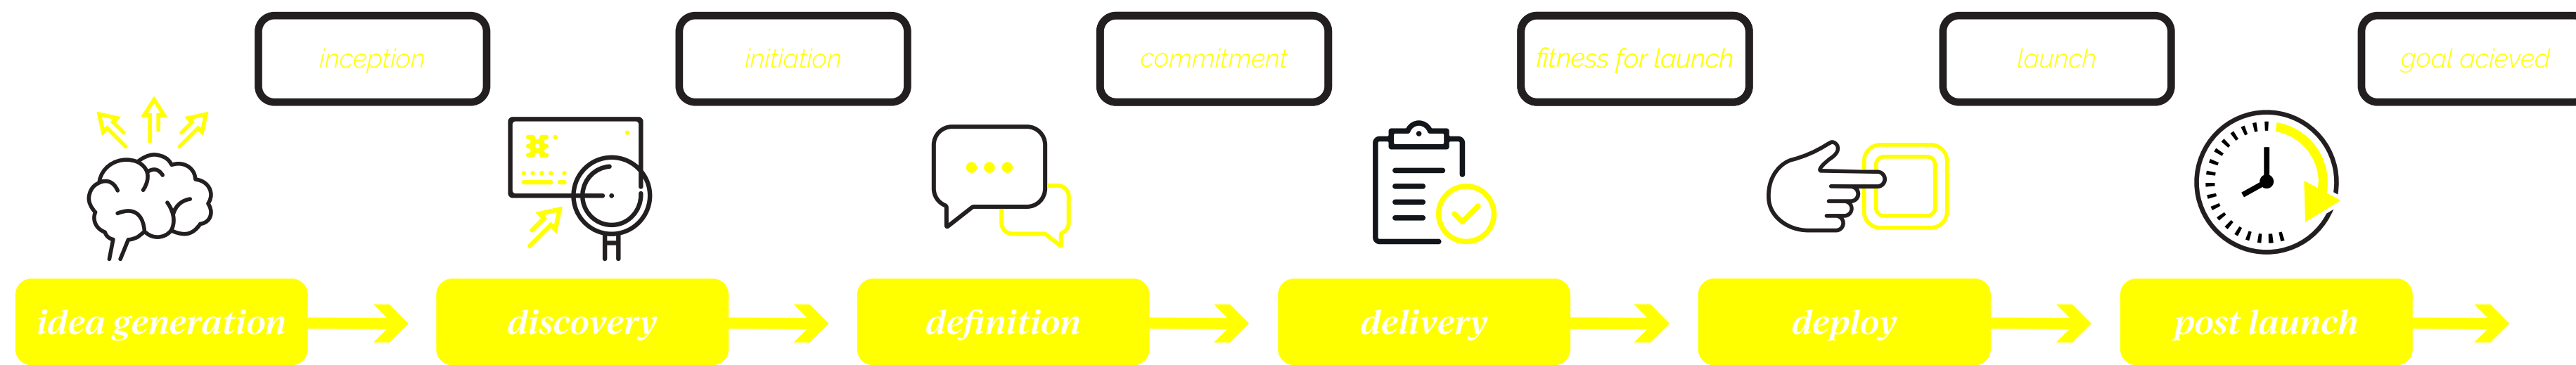 inception
initiation
commitment
fitness for launch
launch
goal acieved
idea generation
discovery
definition
delivery
deploy
post launch